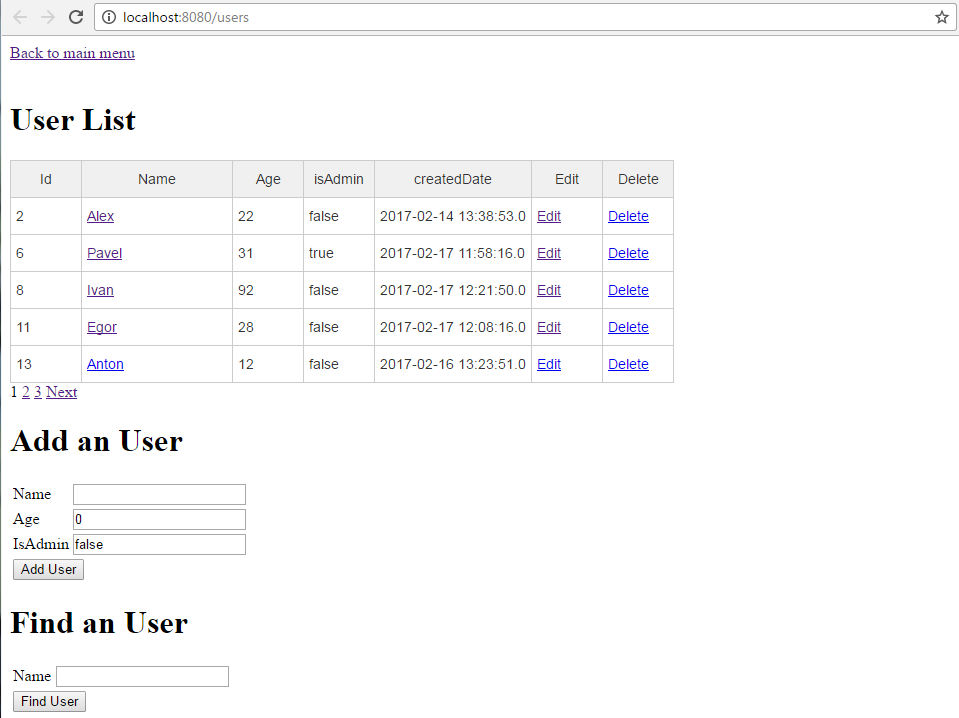 localhost:8080/users
Back to main menu
User List
Id Name Age isAdmin createdDate Edit Delete
2 Alex 22 false 2017-02-14 13:38:53.0 Edit Delete
6 Pavel 31 true 2017-02-17 11:58:16.0 Edit Delete
8 Ivan 92 false 2017-02-17 12:21:50.0 Edit Delete
11 Egor 28 false 2017-02-17 12:08:16.0 Edit Delete
13 Anton 12 false 2017-02-16 13:23:51.0 Edit Delete
1 2 3 Next
Add an User
Name
Age 0
IsAdmin false
Add User
Find an User
Name
Find User